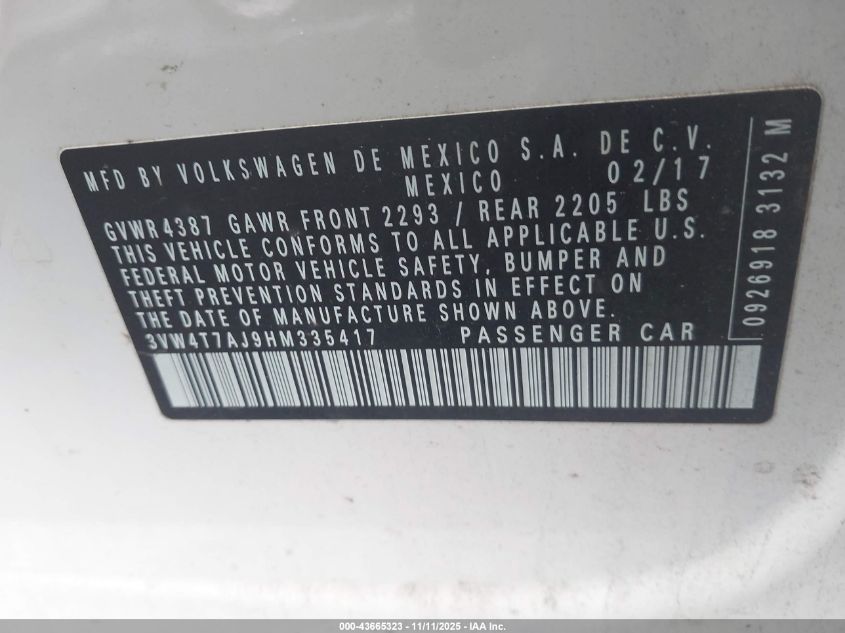 MFD BY VOLKSWAGEN DE MEXICO S.A. DE C.V.
MEXICO 02/17
GVWR4387 GAWR FRONT 2293 / REAR 2205 LBS
THIS VEHICLE CONFORMS TO ALL APPLICABLE U.S.
FEDERAL MOTOR VEHICLE SAFETY, BUMPER AND
THEFT PREVENTION STANDARDS IN EFFECT ON
THE DATE OF MANUFACTURE SHOWN ABOVE.
3VW4T7AJ9HM335417 PASSENGER CAR
0926918 3132 M
000-43665323 - 11/11/2025 - IAA Inc.